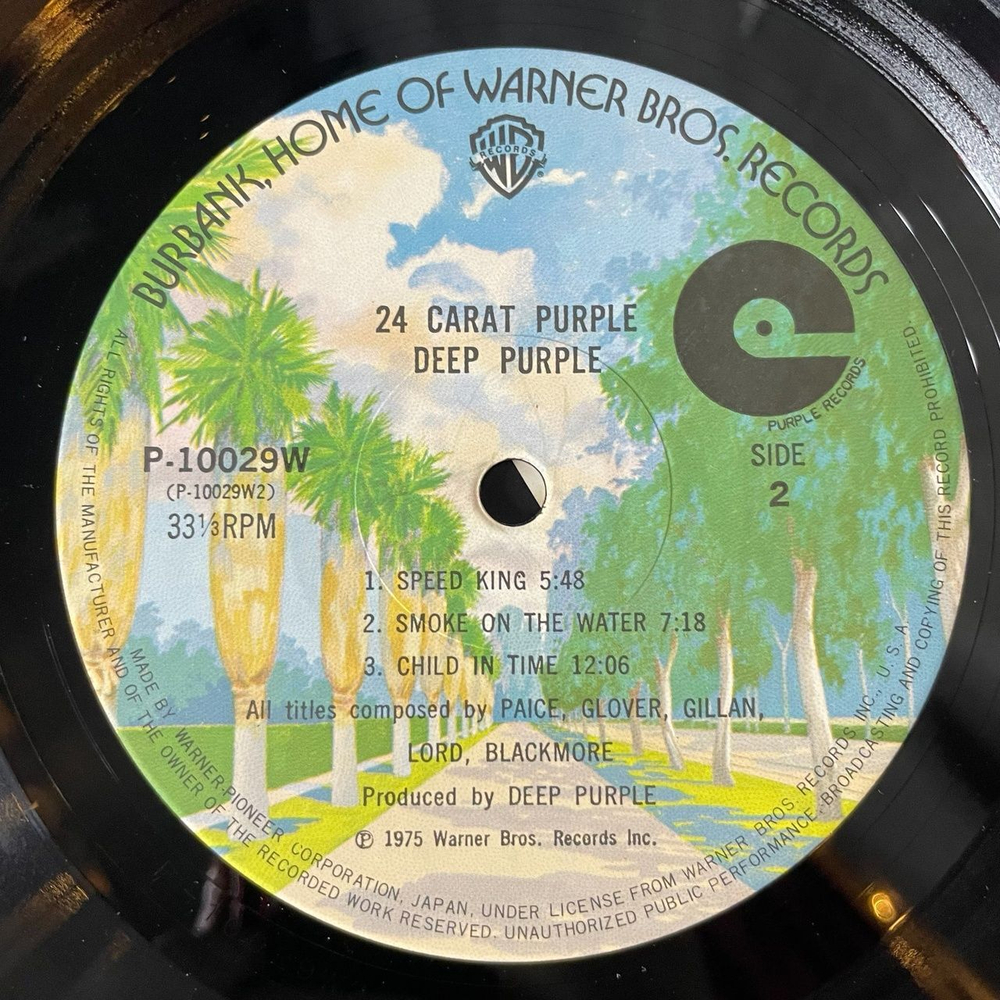 BURBANK, HOME OF WARNER BROS. RECORDS
WB
RECORDS
®
24 CARAT PURPLE
DEEP PURPLE
PURPLE RECORDS
P-10029W
(P-10029W2)
33⅓RPM
SIDE
2
1. SPEED KING 5:48
2. SMOKE ON THE WATER 7:18
3. CHILD IN TIME 12:06
All titles composed by PAICE, GLOVER, GILLAN,
LORD, BLACKMORE
Produced by DEEP PURPLE
℗ 1975 Warner Bros. Records Inc.
MADE BY WARNER-PIONEER CORPORATION, JAPAN, UNDER LICENSE FROM WARNER BROS. RECORDS INC., U. S. A.
ALL RIGHTS OF THE MANUFACTURER AND OF THE OWNER OF THE RECORDED WORK RESERVED. UNAUTHORIZED PUBLIC PERFORMANCE, BROADCASTING AND COPYING OF THIS RECORD PROHIBITED.